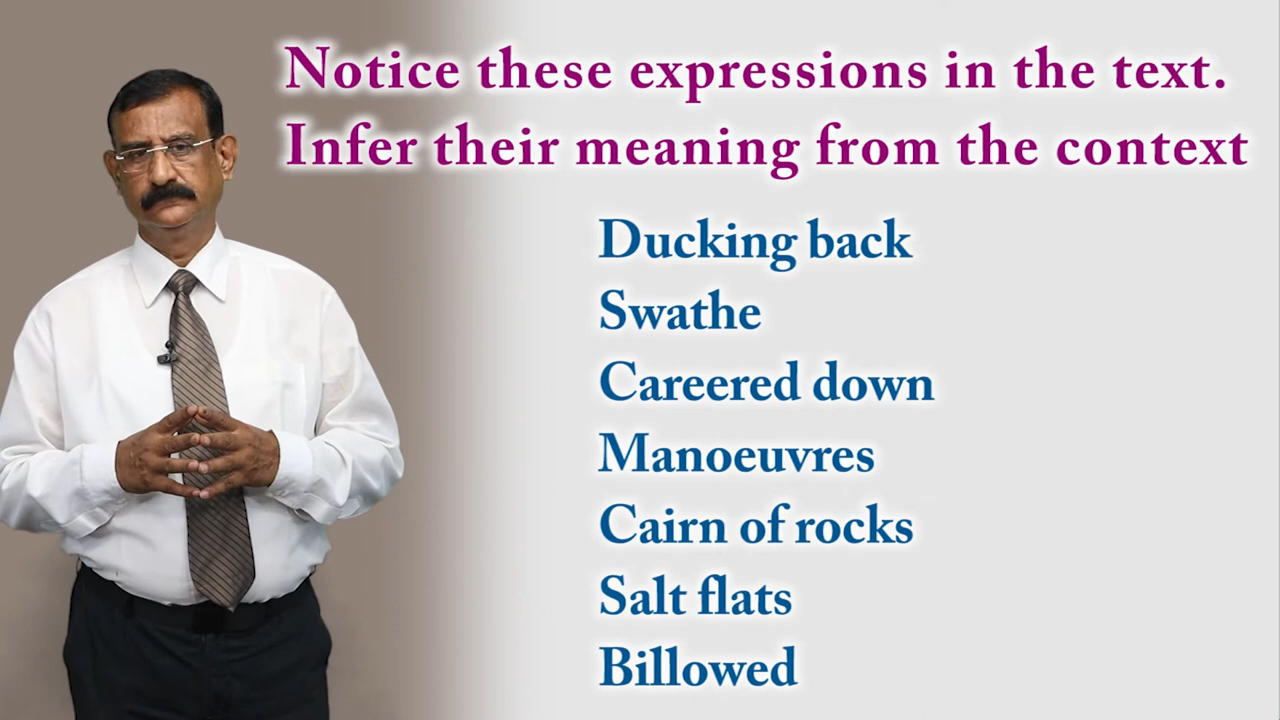 Notice these expressions in the text.
Infer their meaning from the context
Ducking back
Swathe
Careered down
Manoeuvres
Cairn of rocks
Salt flats
Billowed